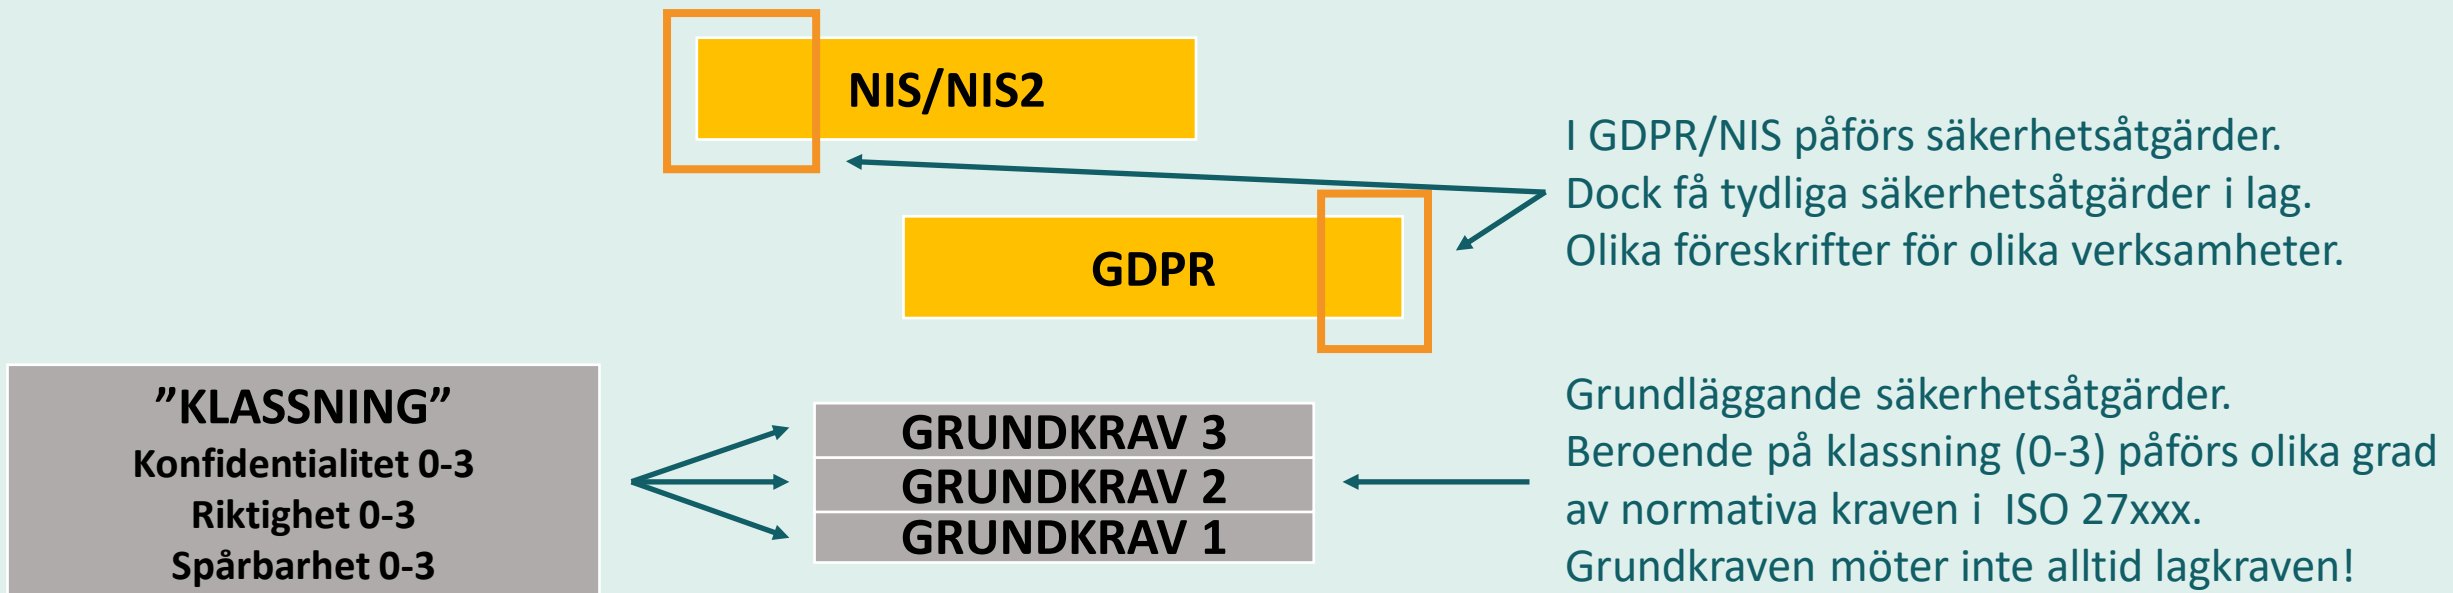 NIS/NIS2
I GDPR/NIS påförs säkerhetsåtgärder.
Dock få tydliga säkerhetsåtgärder i lag.
Olika föreskrifter för olika verksamheter.
GDPR
”KLASSNING”
Konfidentialitet 0-3
Riktighet 0-3
Spårbarhet 0-3
GRUNDKRAV 3
GRUNDKRAV 2
GRUNDKRAV 1
Grundläggande säkerhetsåtgärder.
Beroende på klassning (0-3) påförs olika grad
av normativa kraven i  ISO 27xxx.
Grundkraven möter inte alltid lagkraven!